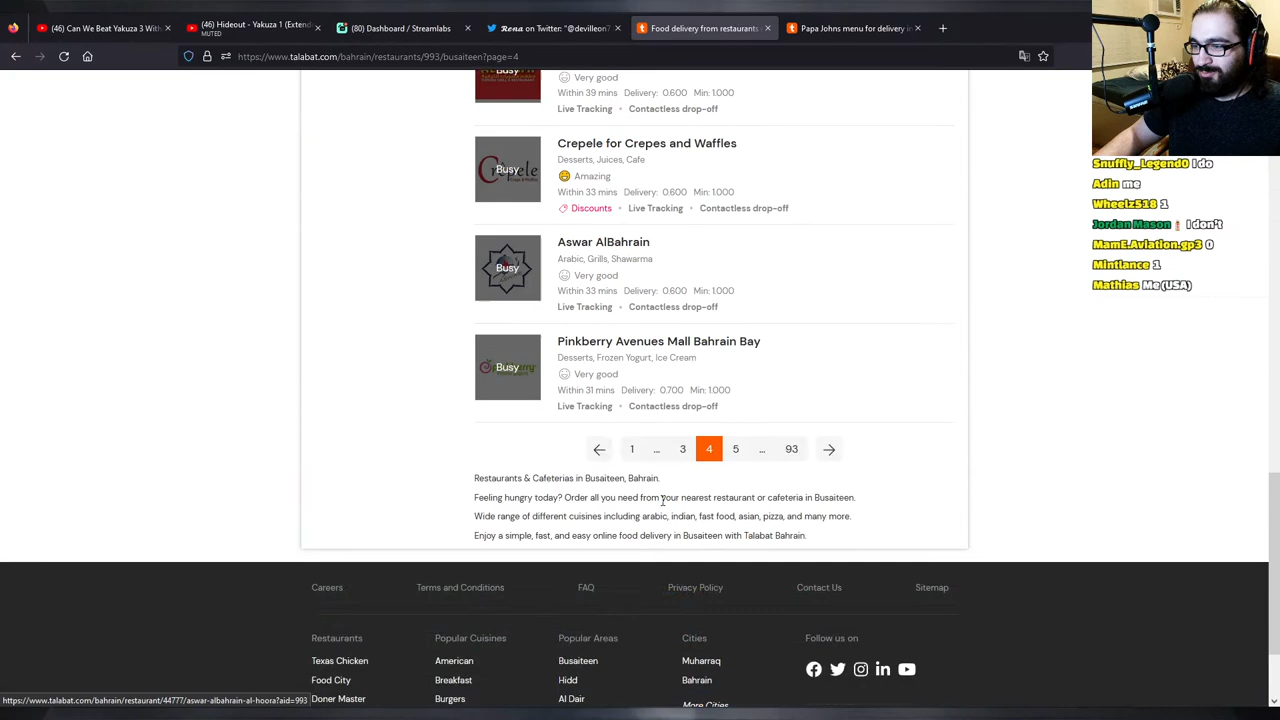 (46) Can We Beat Yakuza 3 With
(46) Hideout - Yakuza 1 (Extend
MUTED
(80) Dashboard / Streamlabs
Rena on Twitter: "@devilleon7
Food delivery from restaurants
Papa Johns menu for delivery in
https://www.talabat.com/bahrain/restaurants/993/busaiteen?page=4
Busy
Very good
Within 39 mins Delivery: 0.600 Min: 1.000
Live Tracking • Contactless drop-off
Crepele for Crepes and Waffles
Busy
Desserts, Juices, Cafe
Amazing
Within 33 mins Delivery: 0.600 Min: 1.000
Discounts • Live Tracking • Contactless drop-off
Aswar AlBahrain
Busy
Arabic, Grills, Shawarma
Very good
Within 33 mins Delivery: 0.600 Min: 1.000
Live Tracking • Contactless drop-off
Pinkberry Avenues Mall Bahrain Bay
Busy
Desserts, Frozen Yogurt, Ice Cream
Very good
Within 31 mins Delivery: 0.700 Min: 1.000
Live Tracking • Contactless drop-off
1 ... 3 4 5 ... 93
Restaurants & Cafeterias in Busaiteen, Bahrain.
Feeling hungry today? Order all you need from your nearest restaurant or cafeteria in Busaiteen.
Wide range of different cuisines including arabic, indian, fast food, asian, pizza, and many more.
Enjoy a simple, fast, and easy online food delivery in Busaiteen with Talabat Bahrain.
Careers Terms and Conditions FAQ Privacy Policy Contact Us Sitemap
Restaurants Popular Cuisines Popular Areas Cities Follow us on
Texas Chicken American Busaiteen Muharraq
Food City Breakfast Hidd Bahrain
Doner Master Burgers Al Dair More Cities
https://www.talabat.com/bahrain/restaurant/44777/aswar-albahrain-al-hoora?aid=993
Snuffly_Legend0 I do
Adin me
Wheelz518 1
Jordan Mason I don't
MamE.Aviation.gp3 0
Mintlance 1
Mathias Me (USA)